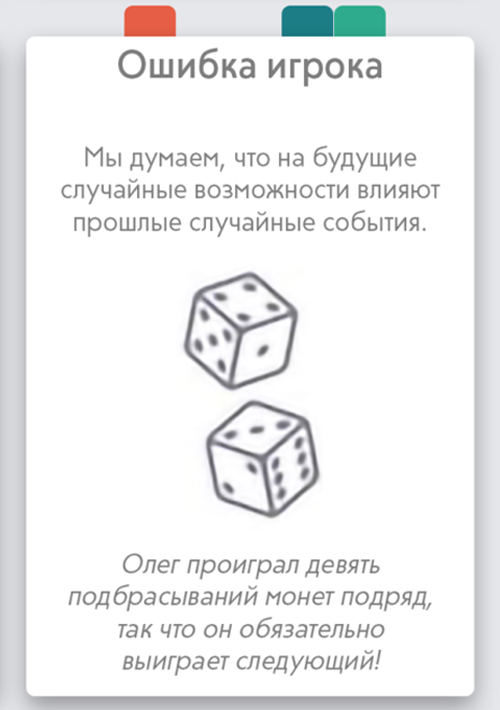 Ошибка игрока
Мы думаем, что на будущие
случайные возможности влияют
прошлые случайные события.
Олег проиграл девять
подбрасываний монет подряд,
так что он обязательно
выиграет следующий!